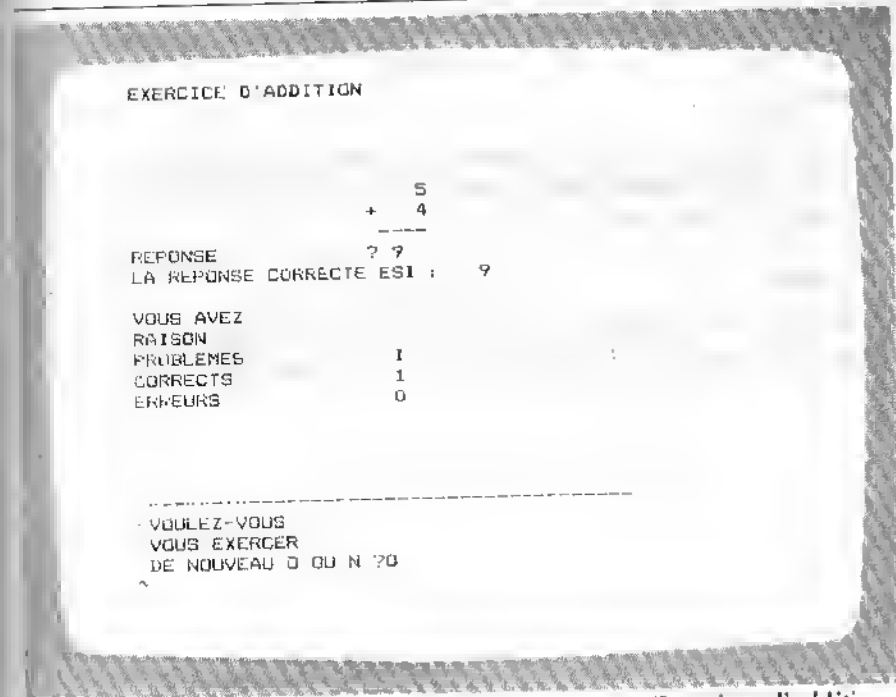 EXERCICE D'ADDITION
5
+ 4
----
REPONSE ? 9
LA REPONSE CORRECTE EST : 9
VOUS AVEZ
RAISON
PROBLEMES 1
CORRECTS 1
ERREURS 0
VOULEZ-VOUS
VOUS EXERCER
DE NOUVEAU O OU N ?O